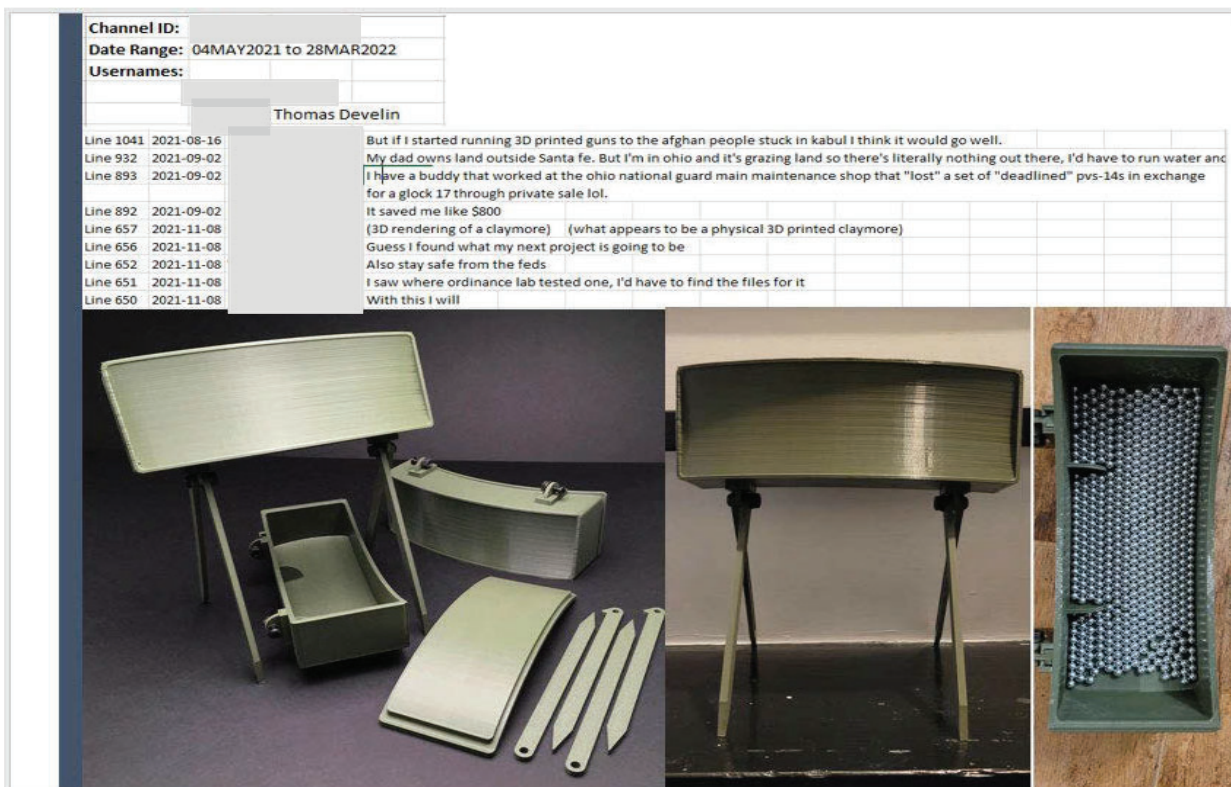 Channel ID:
Date Range: 04MAY2021 to 28MAR2022
Usernames:
Thomas Develin
Line 1041 2021-08-16 But if I started running 3D printed guns to the afghan people stuck in kabul I think it would go well.
Line 932 2021-09-02 My dad owns land outside Santa fe. But I'm in ohio and it's grazing land so there's literally nothing out there, I'd have to run water and
Line 893 2021-09-02 I have a buddy that worked at the ohio national guard main maintenance shop that "lost" a set of "deadlined" pvs-14s in exchange
for a glock 17 through private sale lol.
Line 892 2021-09-02 It saved me like $800
Line 657 2021-11-08 (3D rendering of a claymore) (what appears to be a physical 3D printed claymore)
Line 656 2021-11-08 Guess I found what my next project is going to be
Line 652 2021-11-08 Also stay safe from the feds
Line 651 2021-11-08 I saw where ordinance lab tested one, I'd have to find the files for it
Line 650 2021-11-08 With this I will